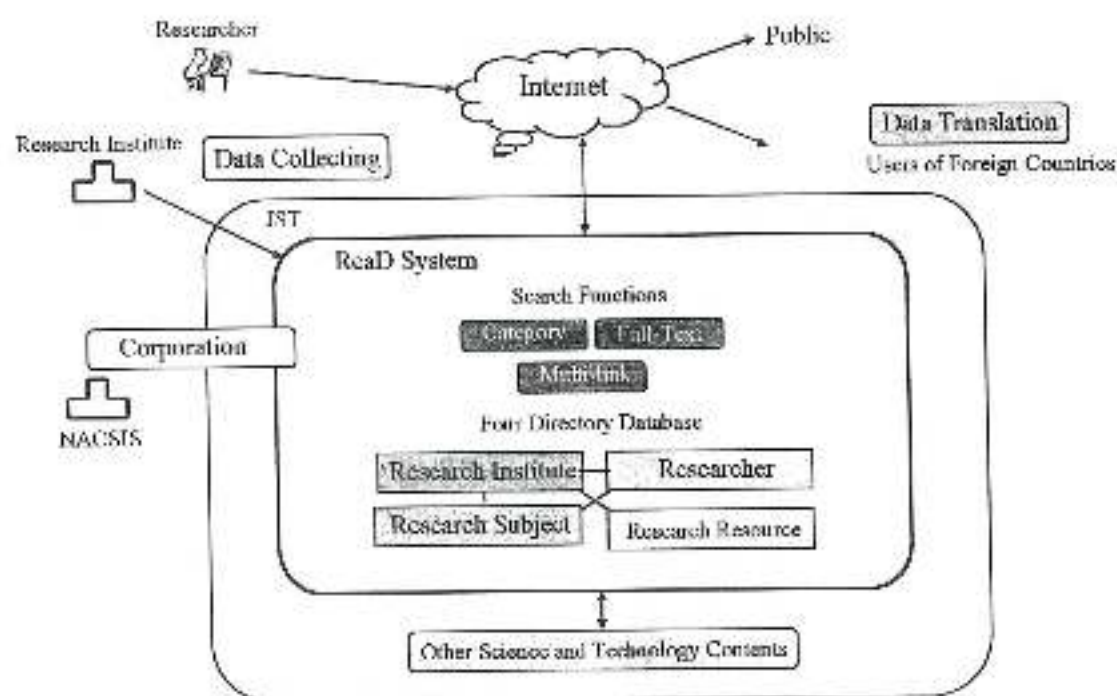 Researcher
Public
Internet
Data Translation
Research Institute
Data Collecting
Users of Foreign Countries
JST
ReaD System
Search Functions
Category
Full-Text
Multi-link
Corporation
Four Directory Database
NACSIS
Research Institute
Researcher
Research Subject
Research Resource
Other Science and Technology Contents